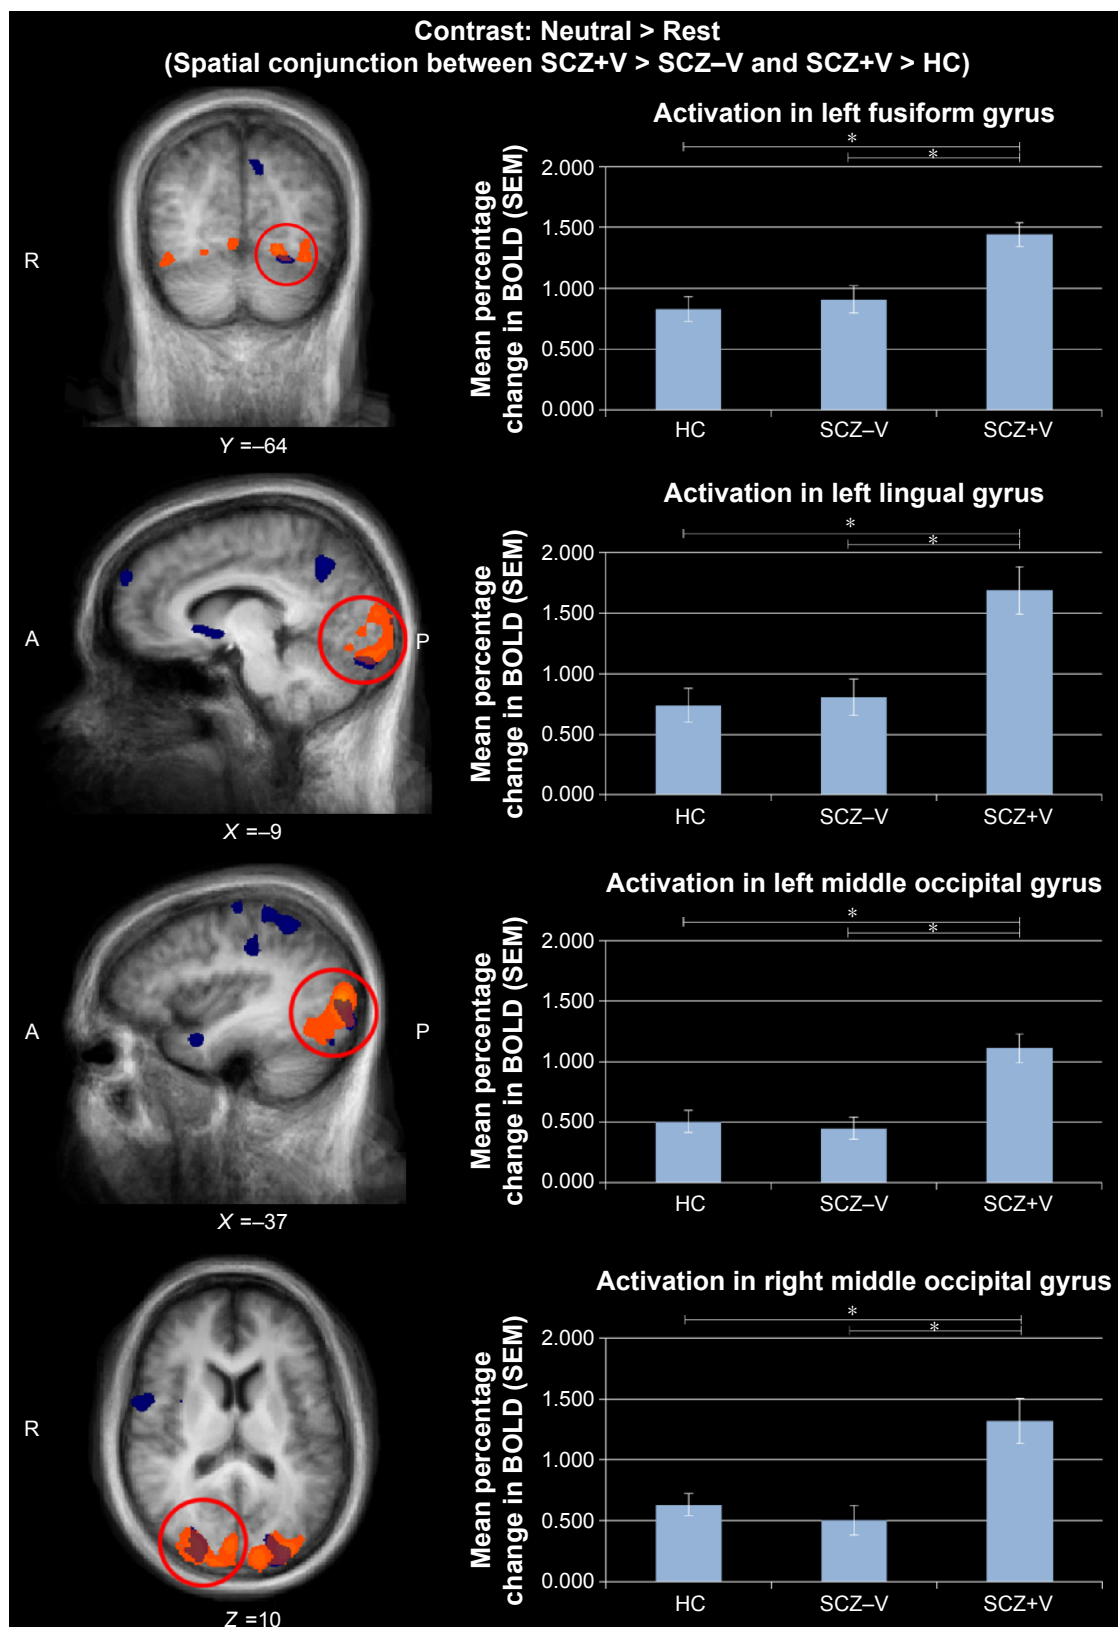 Contrast: Neutral > Rest
(Spatial conjunction between SCZ+V > SCZ–V and SCZ+V > HC)
R
Y =–64
Activation in left fusiform gyrus
*
*
Mean percentage
change in BOLD (SEM)
2.000
1.500
1.000
0.500
0.000
HC SCZ–V SCZ+V
A
P
X =–9
Activation in left lingual gyrus
*
*
Mean percentage
change in BOLD (SEM)
2.000
1.500
1.000
0.500
0.000
HC SCZ–V SCZ+V
A
P
X =–37
Activation in left middle occipital gyrus
*
*
Mean percentage
change in BOLD (SEM)
2.000
1.500
1.000
0.500
0.000
HC SCZ–V SCZ+V
R
Z =10
Activation in right middle occipital gyrus
*
*
Mean percentage
change in BOLD (SEM)
2.000
1.500
1.000
0.500
0.000
HC SCZ–V SCZ+V